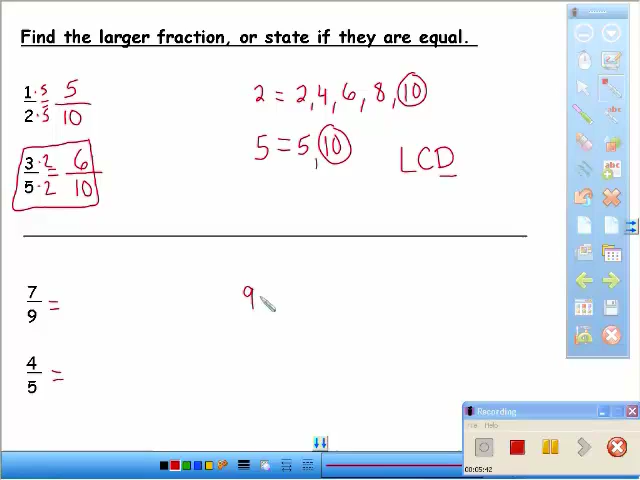 Find the larger fraction, or state if they are equal.
1 · 5 = 5
2 · 5 10
2 = 2, 4, 6, 8, 10
3 · 2 = 6
5 · 2 10
5 = 5, 10
LCD
7 =
9
9
4 =
5
Recording
File Help
00:05:42